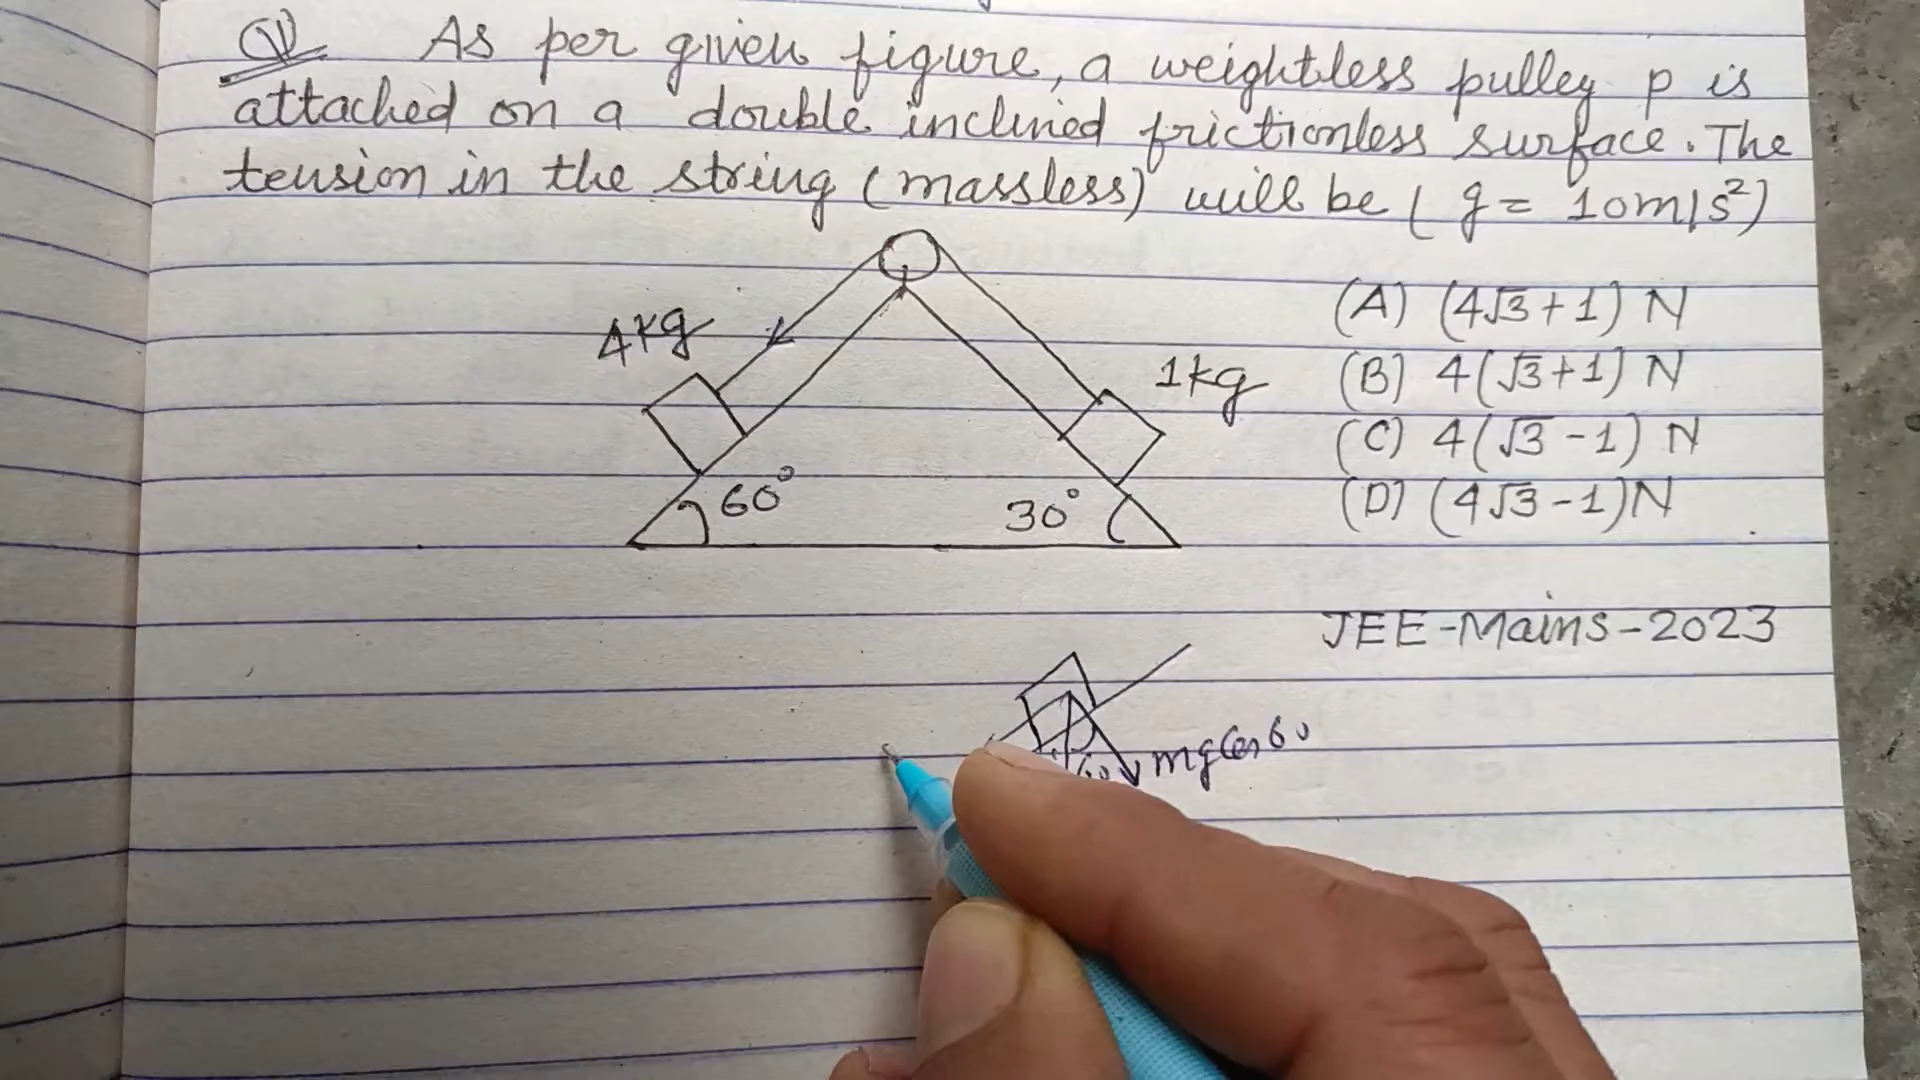 Q) As per given figure, a weightless pulley P is
attached on a double inclined frictionless surface. The
tension in the string (massless) will be ( g = 10m/s²)
4kg
1kg
60°
30°
(A) (4√3+1) N
(B) 4(√3+1) N
(C) 4(√3-1) N
(D) (4√3-1)N
JEE-Mains-2023
mg cos 60
60